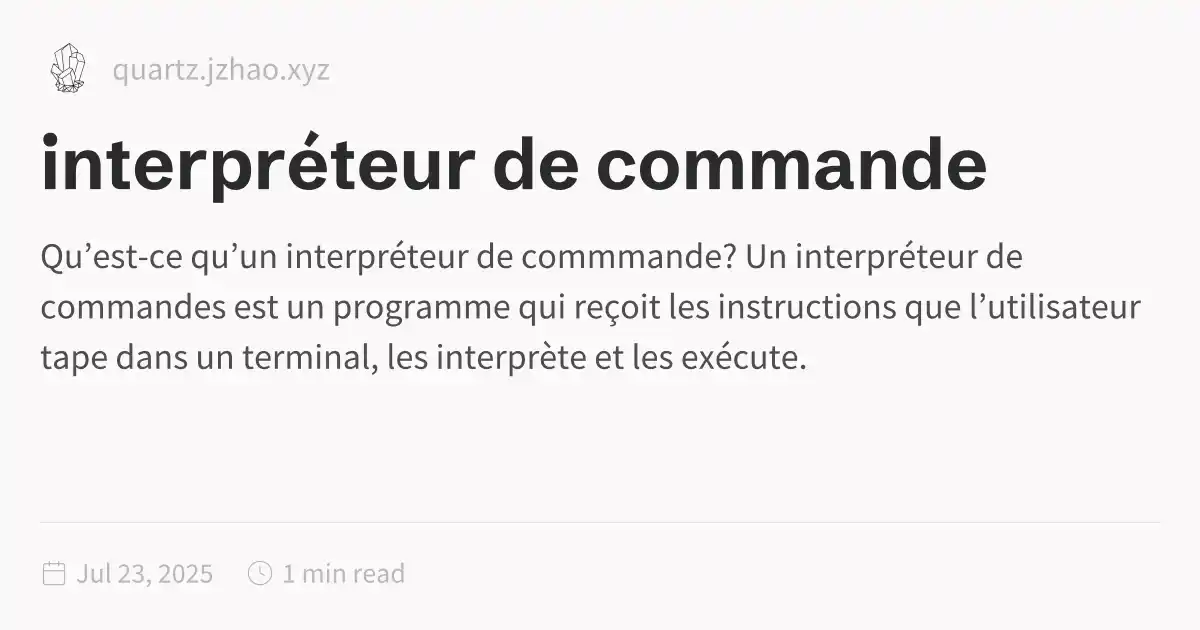 quartz.jzhao.xyz
interpréteur de commande
Qu’est-ce qu’un interpréteur de commmande? Un interpréteur de
commandes est un programme qui reçoit les instructions que l’utilisateur
tape dans un terminal, les interprète et les exécute.
Jul 23, 2025 1 min read